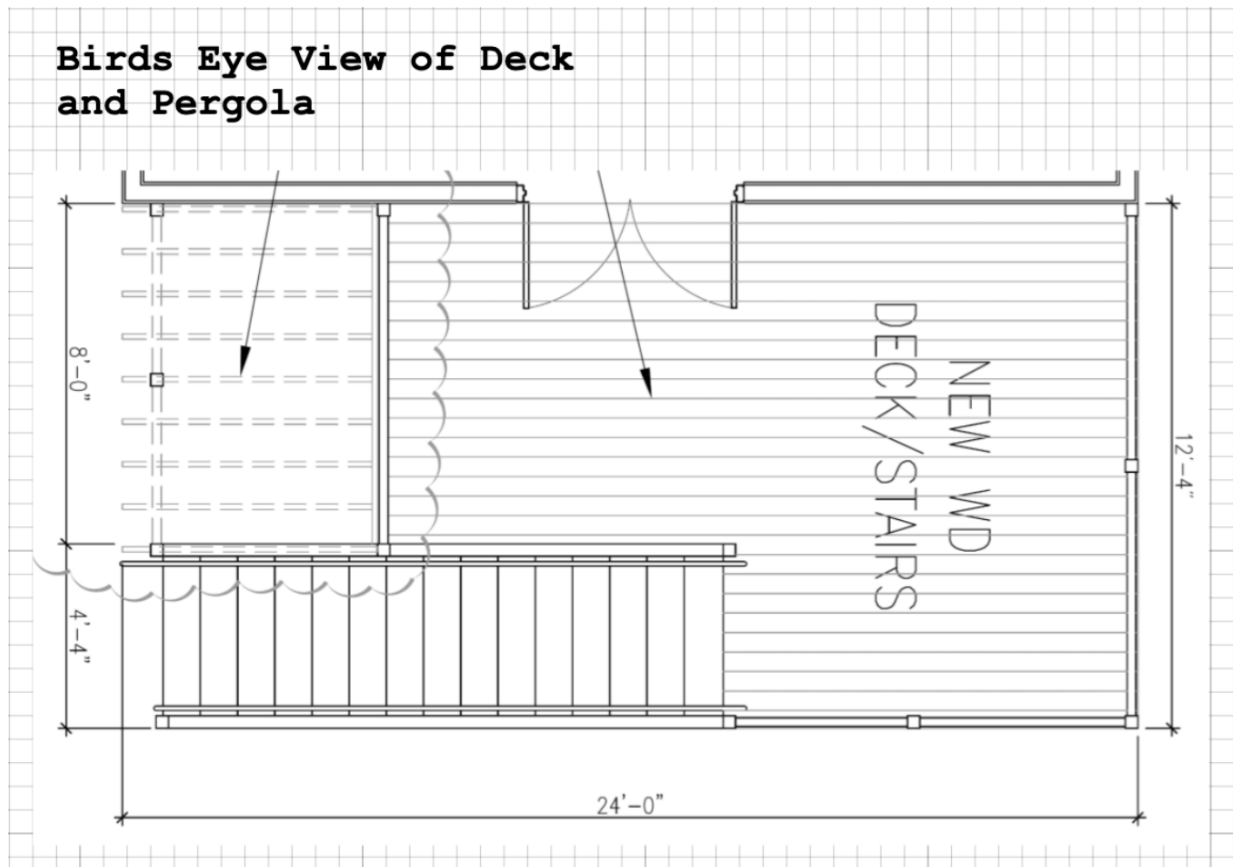 Birds Eye View of Deck
and Pergola
8'-0"
NEW WD
DECK/STAIRS
12'-4"
4'-4"
24'-0"